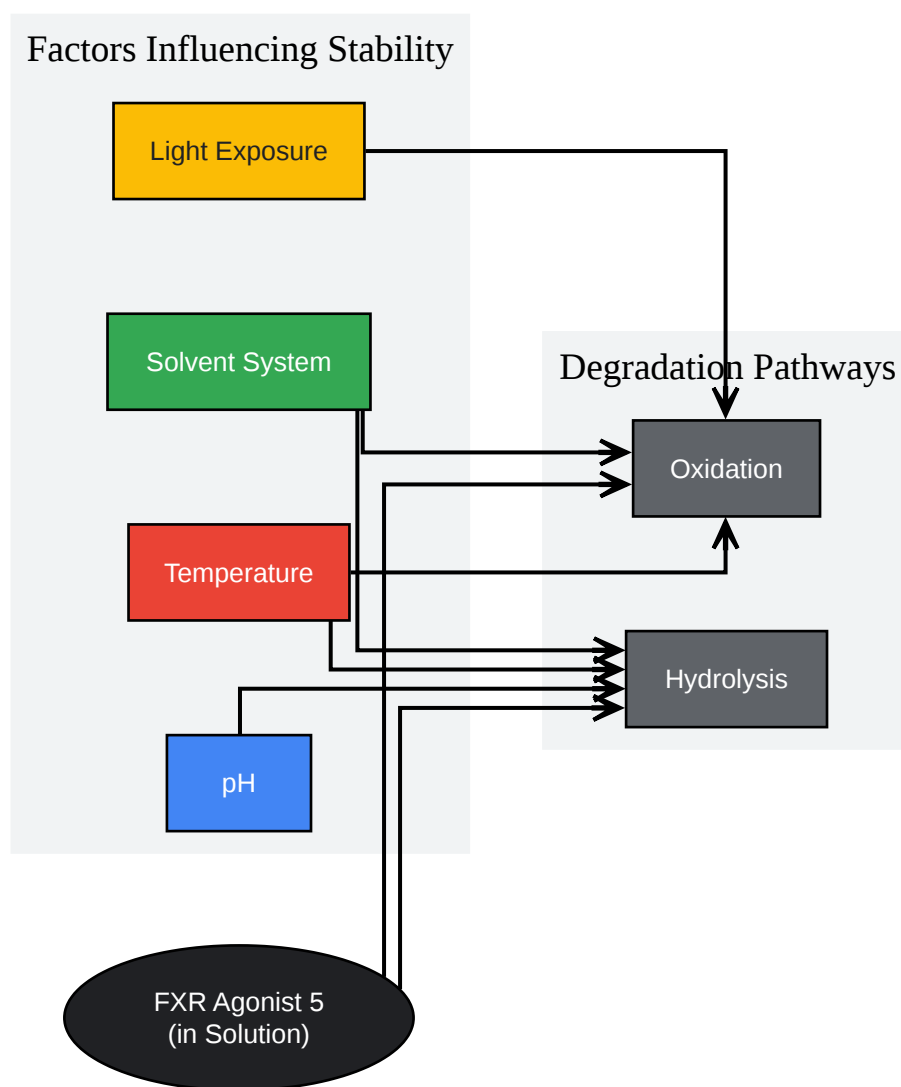 Factors Influencing Stability
Light Exposure
Solvent System
Degradation Pathways
Oxidation
Temperature
Hydrolysis
pH
FXR Agonist 5
(in Solution)